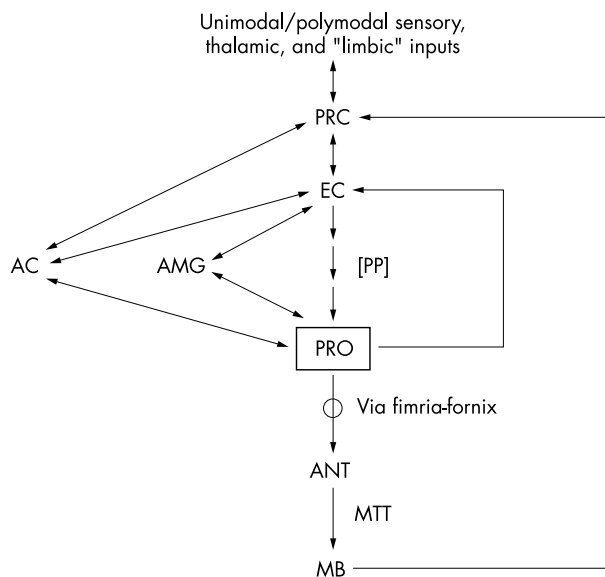 Unimodal/polymodal sensory,
thalamic, and "limbic" inputs
PRC
EC
AC
AMG
[PP]
PRO
Via fimria-fornix
ANT
MTT
MB